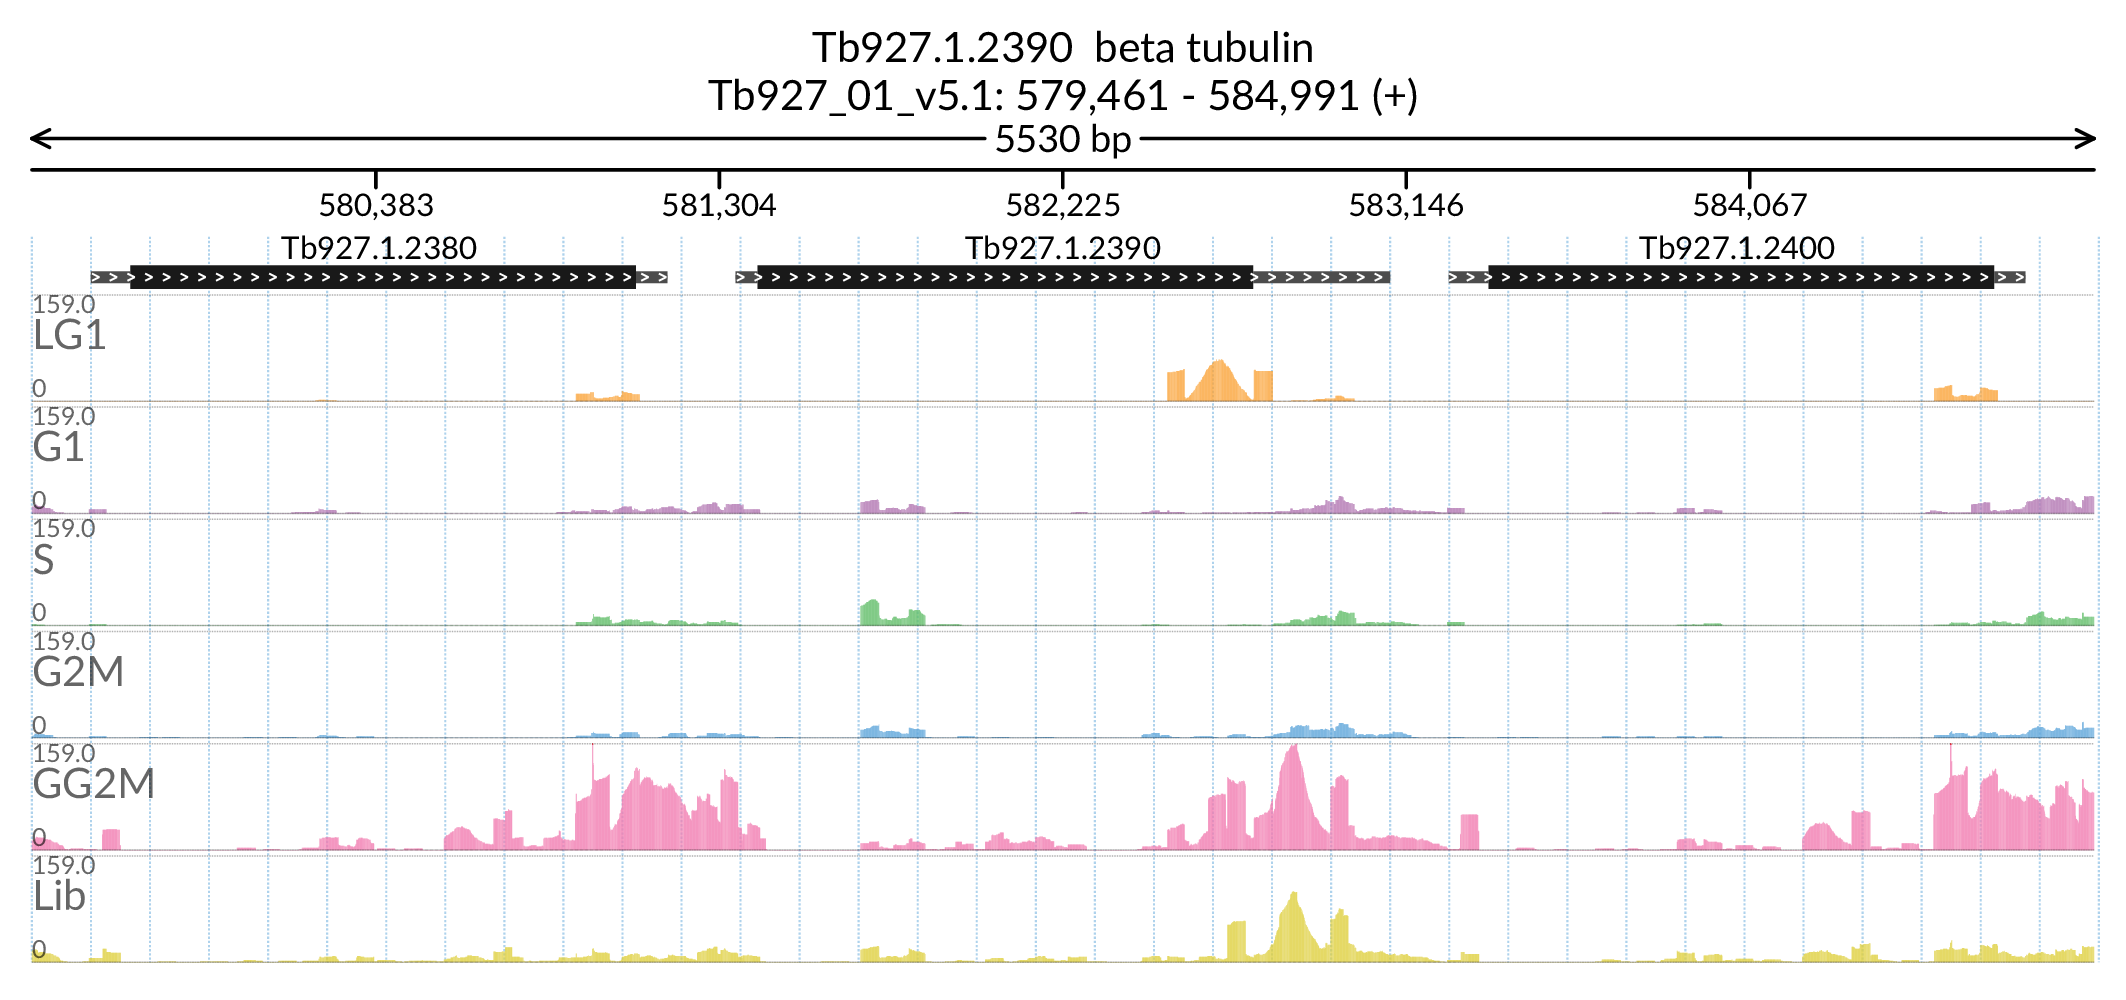 Tb927.1.2390 beta tubulin
Tb927_01_v5.1: 579,461 - 584,991 (+)
5530 bp
580,383 581,304 582,225 583,146 584,067
Tb927.1.2380 Tb927.1.2390 Tb927.1.2400
159.0
LG1
0
159.0
G1
0
159.0
S
0
159.0
G2M
0
159.0
GG2M
0
159.0
Lib
0